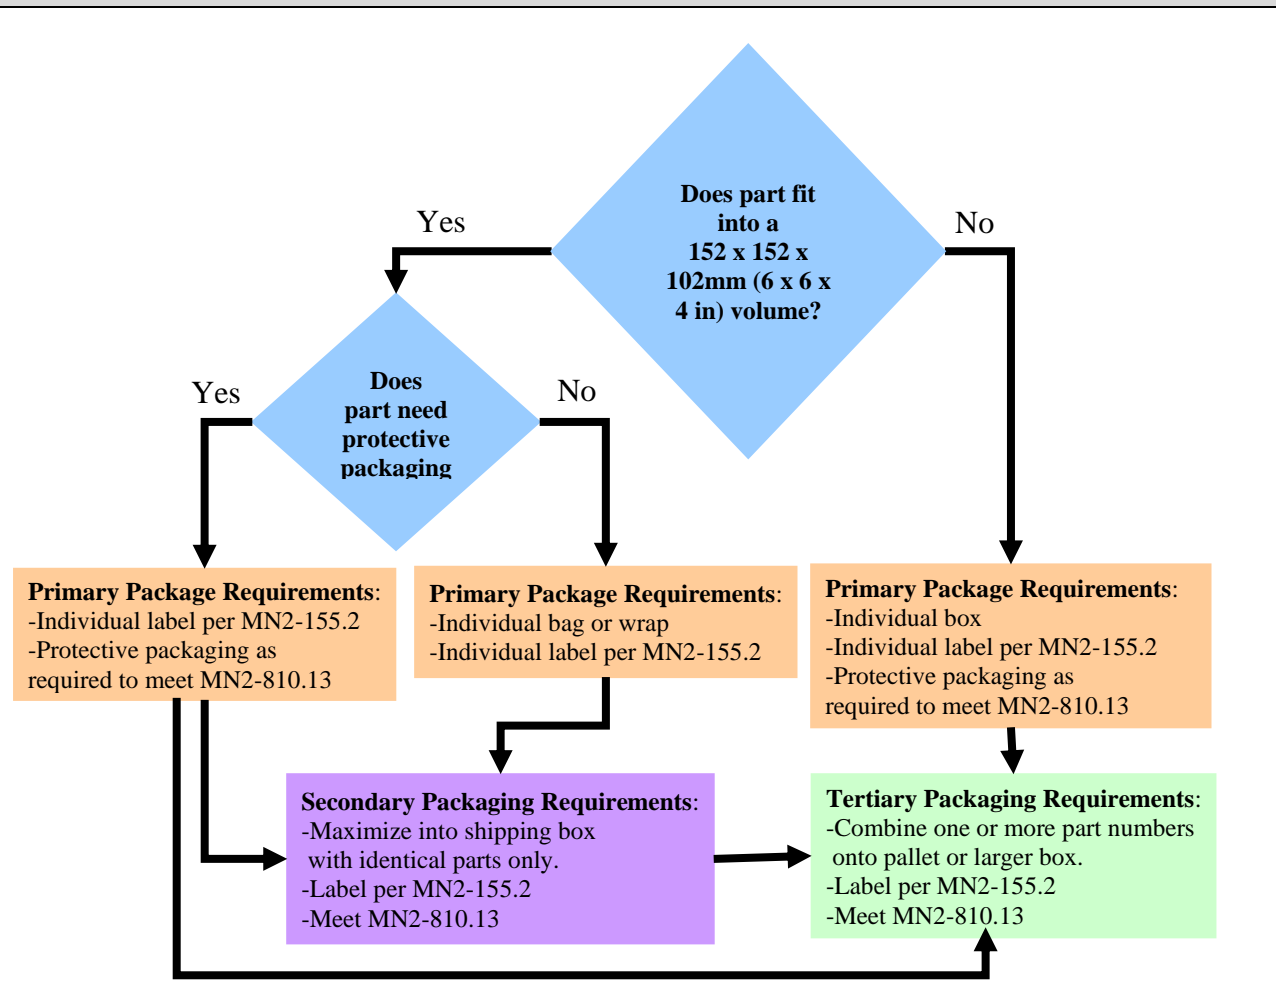 Does part fit
into a
152 x 152 x
102mm (6 x 6 x
4 in) volume?
Yes
No
Does
part need
protective
packaging
Yes
No
Primary Package Requirements:
-Individual label per MN2-155.2
-Protective packaging as
required to meet MN2-810.13
Primary Package Requirements:
-Individual bag or wrap
-Individual label per MN2-155.2
Primary Package Requirements:
-Individual box
-Individual label per MN2-155.2
-Protective packaging as
required to meet MN2-810.13
Secondary Packaging Requirements:
-Maximize into shipping box
with identical parts only.
-Label per MN2-155.2
-Meet MN2-810.13
Tertiary Packaging Requirements:
-Combine one or more part numbers
onto pallet or larger box.
-Label per MN2-155.2
-Meet MN2-810.13